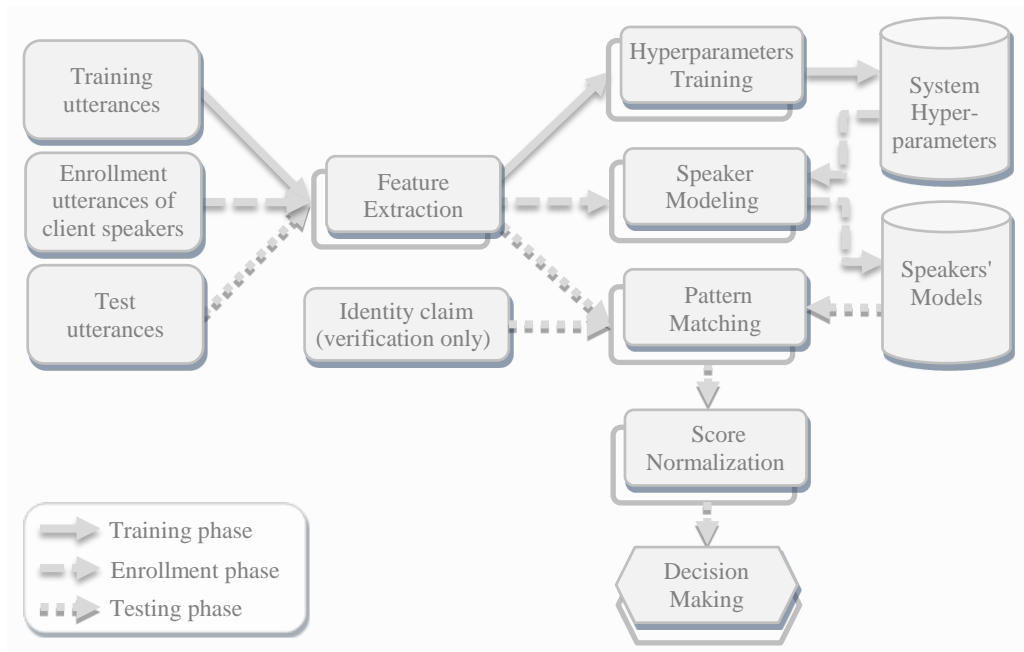 Training
utterances
Enrollment
utterances of
client speakers
Test
utterances
Feature
Extraction
Identity claim
(verification only)
Hyperparameters
Training
Speaker
Modeling
Pattern
Matching
Score
Normalization
Decision
Making
System
Hyper-
parameters
Speakers'
Models
Training phase
Enrollment phase
Testing phase